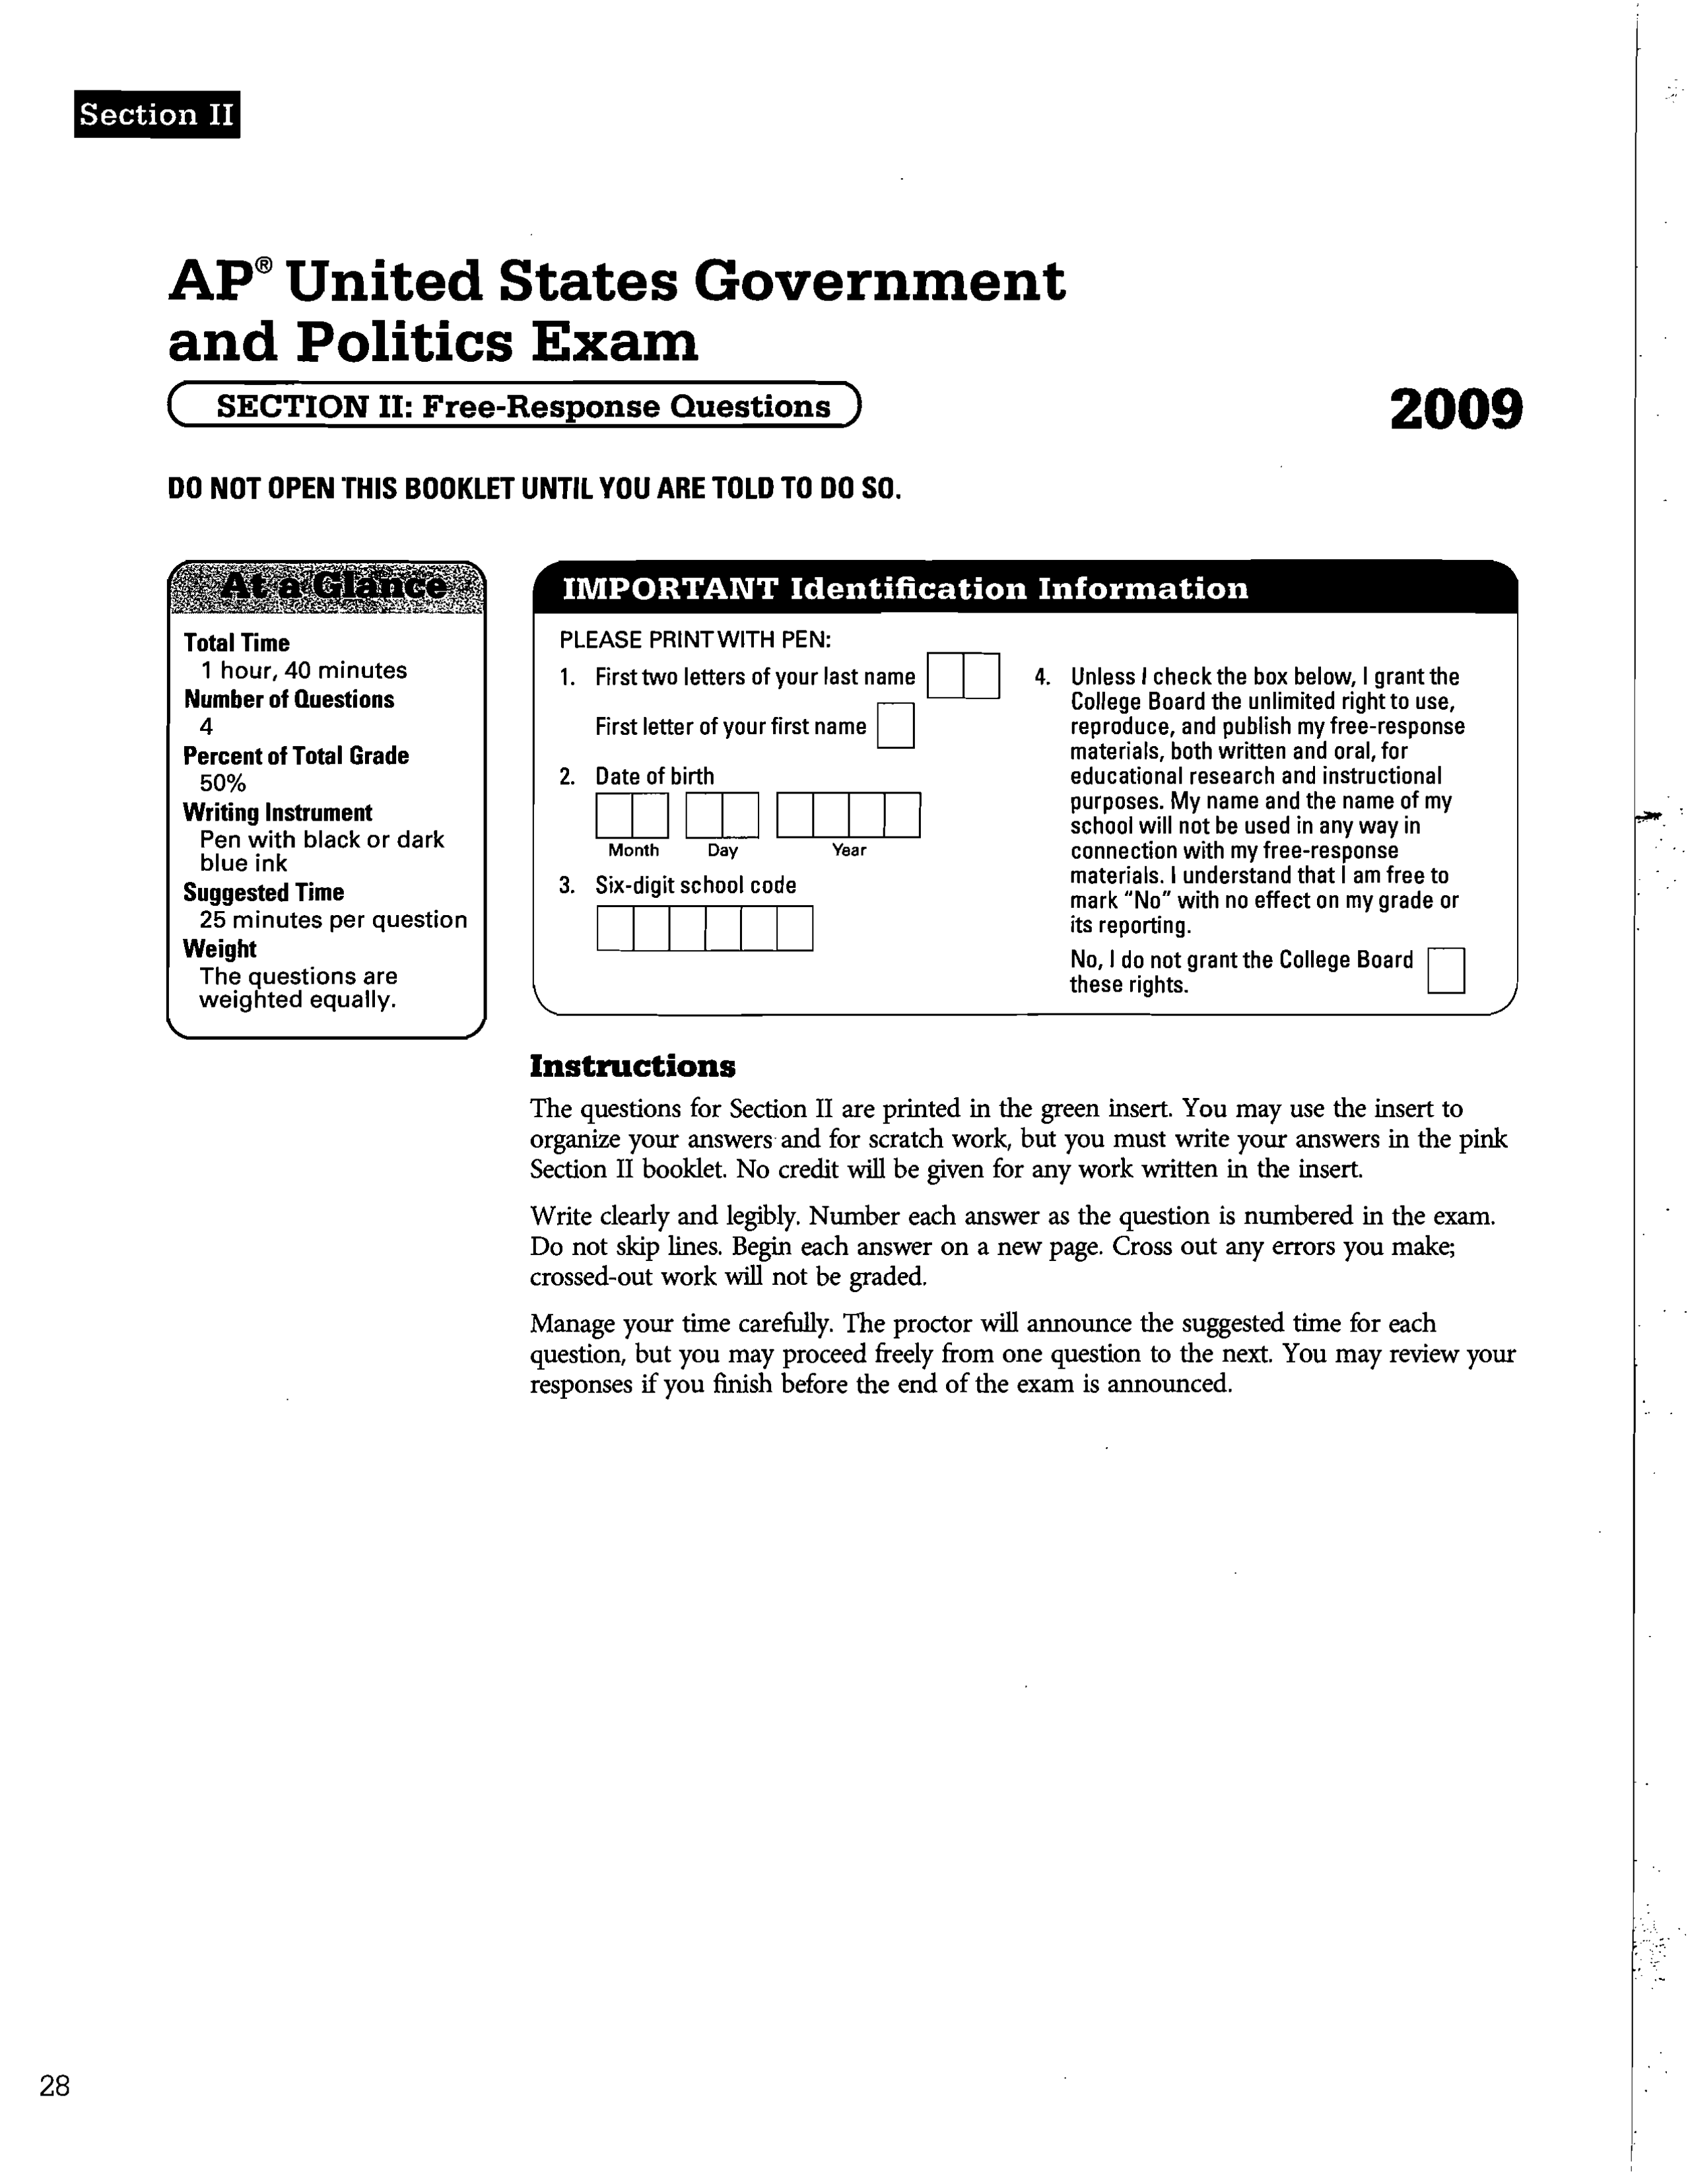 Section II
AP® United States Government
and Politics Exam
SECTION II: Free-Response Questions
2009
DO NOT OPEN THIS BOOKLET UNTIL YOU ARE TOLD TO DO SO.
At a Glance
Total Time
1 hour, 40 minutes
Number of Questions
4
Percent of Total Grade
50%
Writing Instrument
Pen with black or dark
blue ink
Suggested Time
25 minutes per question
Weight
The questions are
weighted equally.
IMPORTANT Identification Information
PLEASE PRINT WITH PEN:
1. First two letters of your last name
First letter of your first name
2. Date of birth
Month Day Year
3. Six-digit school code
4. Unless I check the box below, I grant the
College Board the unlimited right to use,
reproduce, and publish my free-response
materials, both written and oral, for
educational research and instructional
purposes. My name and the name of my
school will not be used in any way in
connection with my free-response
materials. I understand that I am free to
mark "No" with no effect on my grade or
its reporting.
No, I do not grant the College Board
these rights.
Instructions
The questions for Section II are printed in the green insert. You may use the insert to
organize your answers and for scratch work, but you must write your answers in the pink
Section II booklet. No credit will be given for any work written in the insert.
Write clearly and legibly. Number each answer as the question is numbered in the exam.
Do not skip lines. Begin each answer on a new page. Cross out any errors you make;
crossed-out work will not be graded.
Manage your time carefully. The proctor will announce the suggested time for each
question, but you may proceed freely from one question to the next. You may review your
responses if you finish before the end of the exam is announced.
28